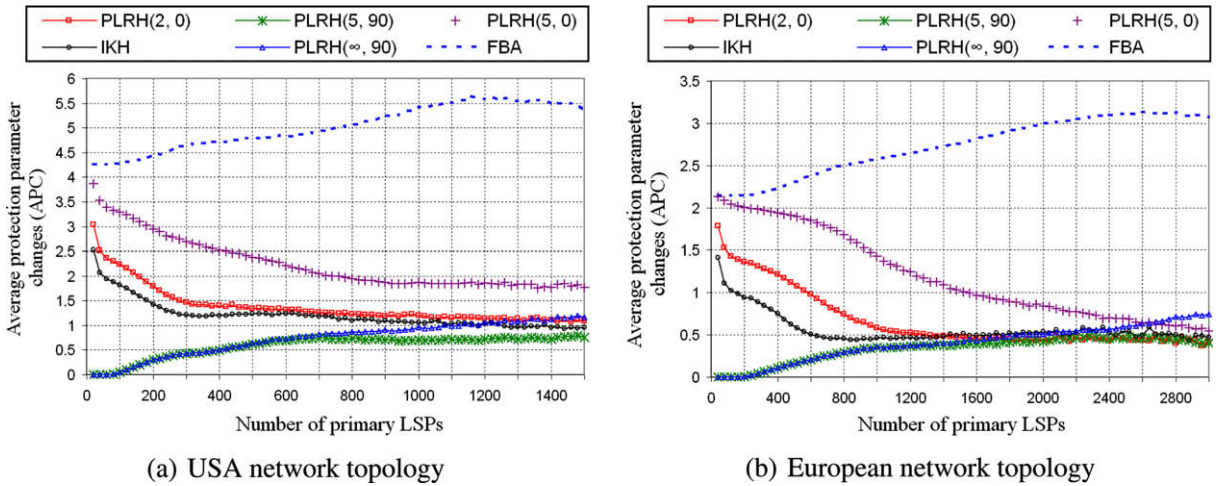 PLRH(2, 0) PLRH(5, 90) PLRH(5, 0)
IKH PLRH(∞, 90) FBA
Average protection parameter
changes (APC)
6
5.5
5
4.5
4
3.5
3
2.5
2
1.5
1
0.5
0
0 200 400 600 800 1000 1200 1400
Number of primary LSPs
(a) USA network topology
PLRH(2, 0) PLRH(5, 90) PLRH(5, 0)
IKH PLRH(∞, 90) FBA
Average protection parameter
changes (APC)
3.5
3
2.5
2
1.5
1
0.5
0
0 400 800 1200 1600 2000 2400 2800
Number of primary LSPs
(b) European network topology